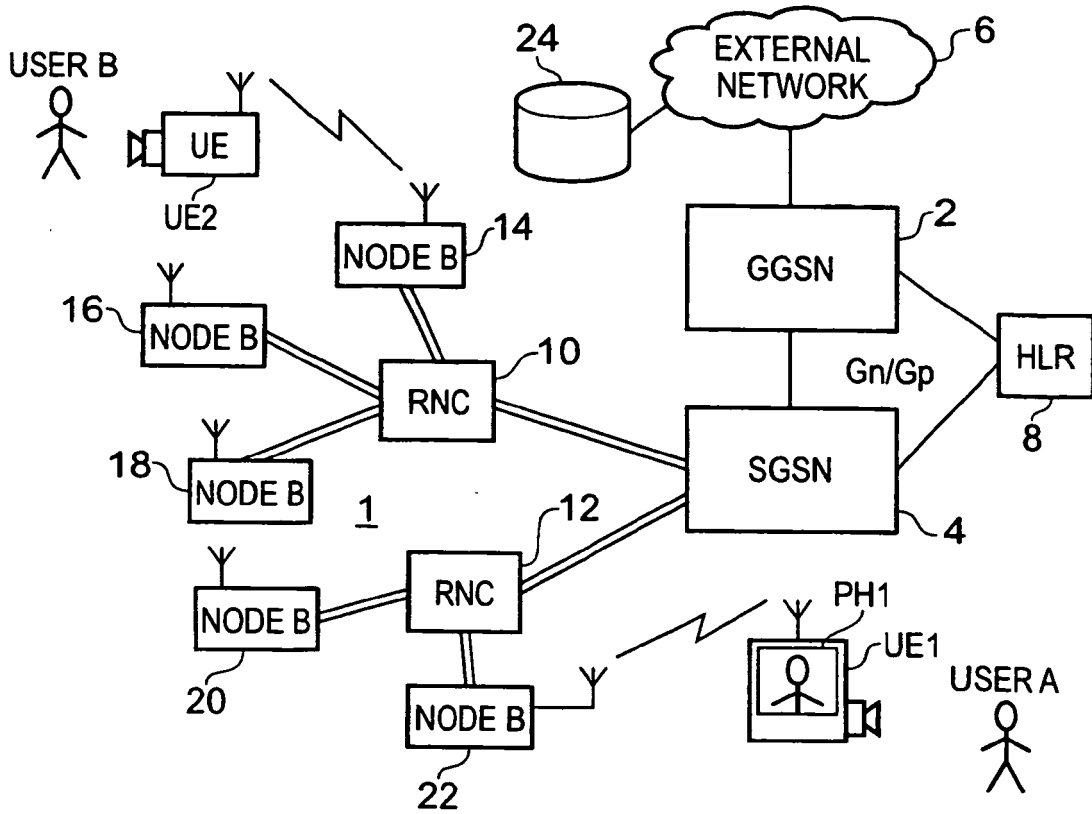 24
EXTERNAL
NETWORK
6
USER B
UE
UE2
NODE B
14
2
GGSN
16
NODE B
10
RNC
Gn/Gp
HLR
8
18
NODE B
SGSN
4
1
12
RNC
NODE B
20
NODE B
22
PH1
UE1
USER A